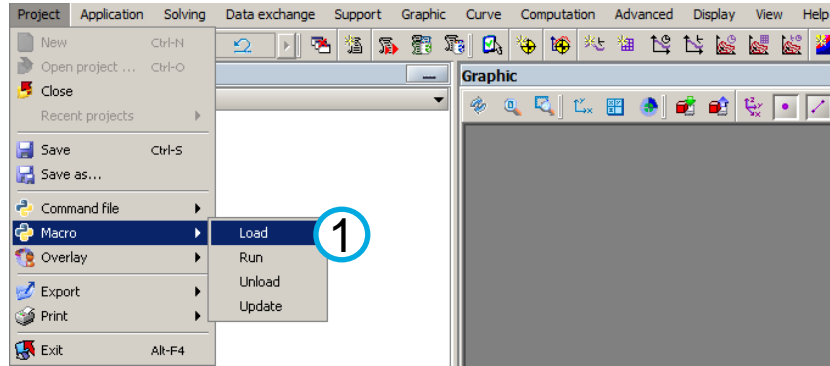 Project Application Solving Data exchange Support Graphic Curve Computation Advanced Display View Help
New Ctrl-N
Open project ... Ctrl-O
Close
Recent projects
Save Ctrl-S
Save as...
Command file
Macro
Overlay
Export
Print
Exit Alt-F4
Load
Run
Unload
Update
1
Graphic